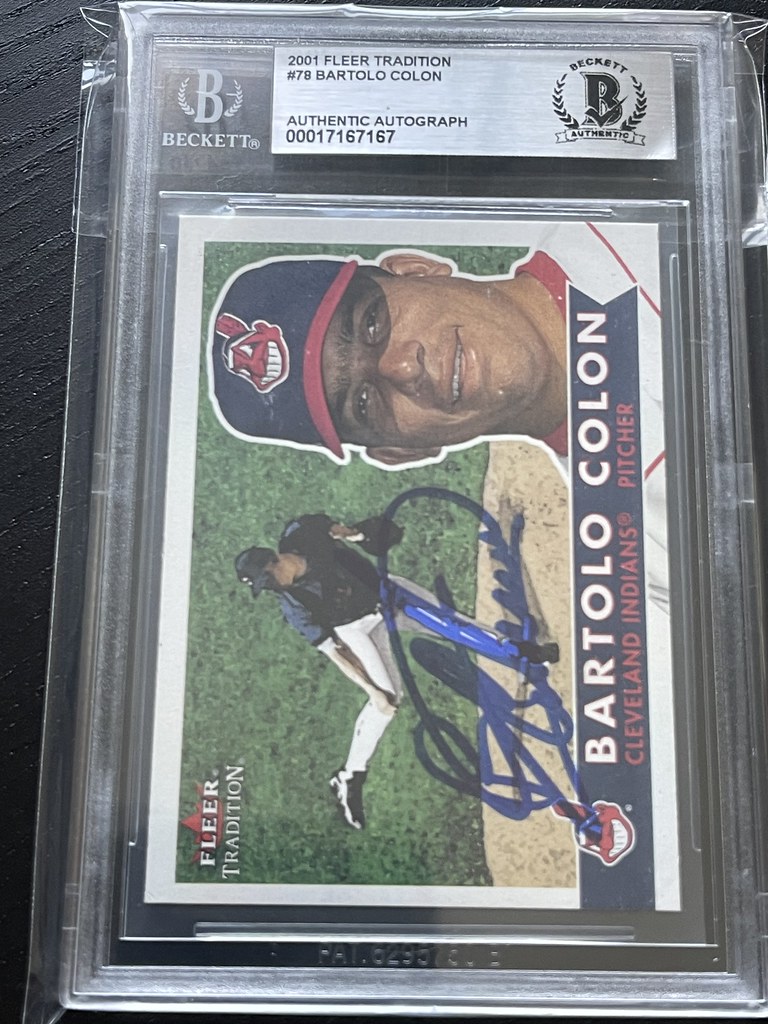 2001 FLEER TRADITION
#78 BARTOLO COLON
AUTHENTIC AUTOGRAPH
00017167167
B
BECKETT®
BECKETT
B
AUTHENTIC
BARTOLO COLON
CLEVELAND INDIANS® PITCHER
FLEER®
TRADITION